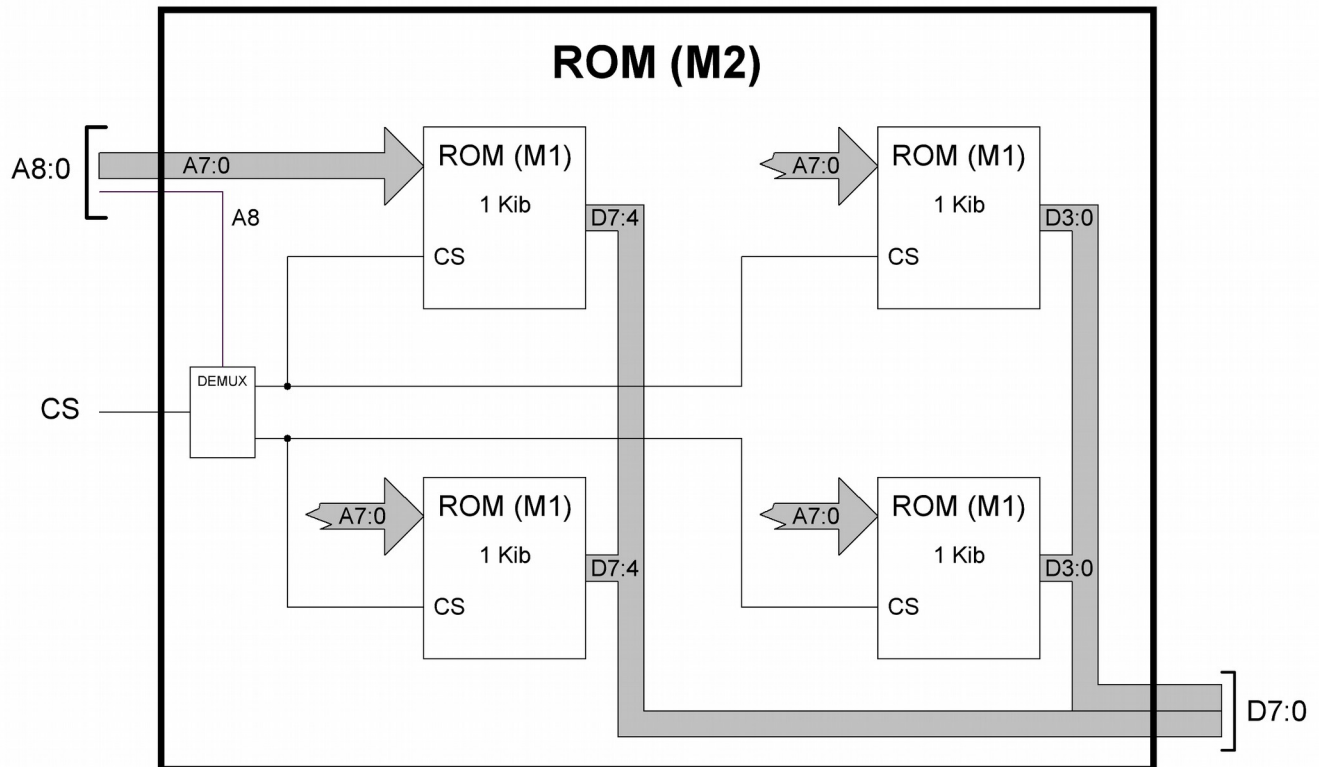 ROM (M2)
A8:0
A7:0
A8
ROM (M1)
1 Kib
CS
D7:4
A7:0
ROM (M1)
1 Kib
CS
D3:0
DEMUX
CS
A7:0
ROM (M1)
1 Kib
CS
D7:4
A7:0
ROM (M1)
1 Kib
CS
D3:0
D7:0